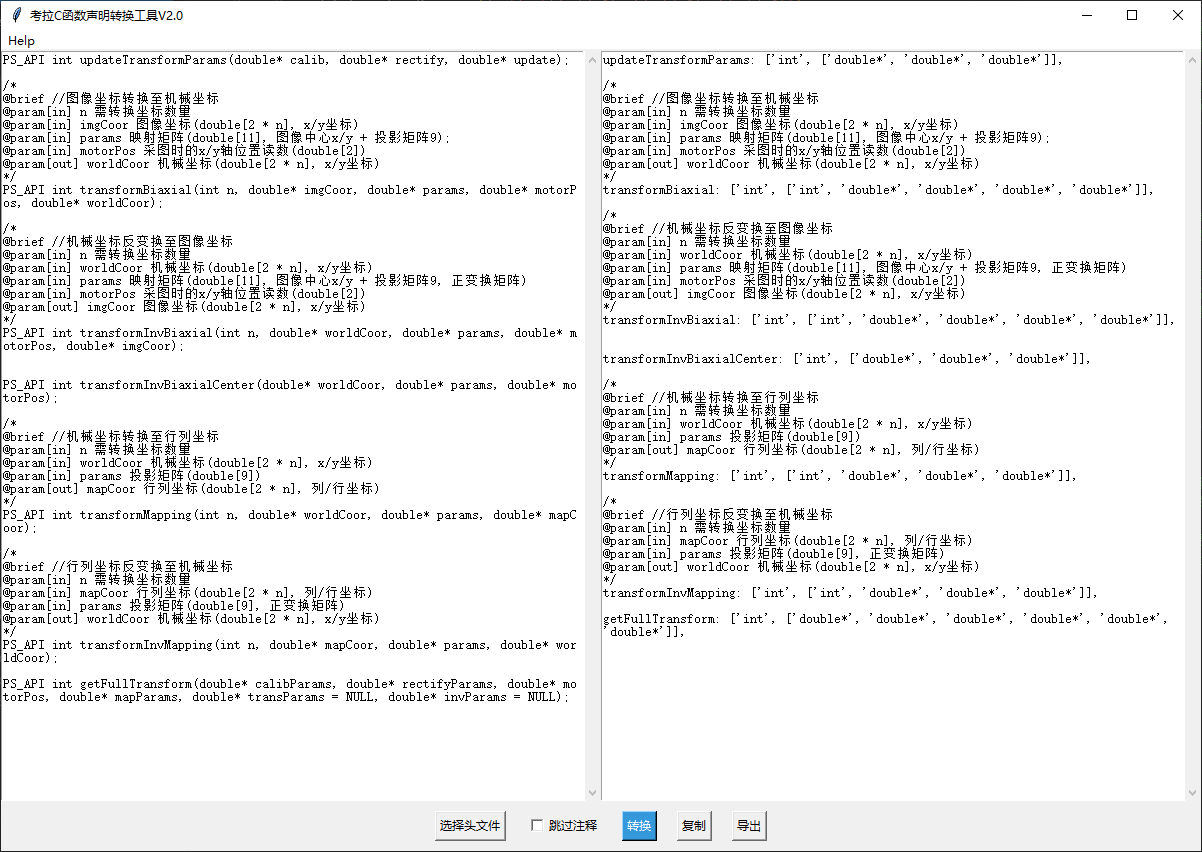 考拉C函数声明转换工具V2.0
Help
PS_API int updateTransformParams(double* calib, double* rectify, double* update);
/*
@brief //图像坐标转换至机械坐标
@param[in] n 需转换坐标数量
@param[in] imgCoor 图像坐标(double[2 * n], x/y坐标)
@param[in] params 映射矩阵(double[11], 图像中心x/y + 投影矩阵9);
@param[in] motorPos 采图时的x/y轴位置读数(double[2])
@param[out] worldCoor 机械坐标(double[2 * n], x/y坐标)
*/
PS_API int transformBiaxial(int n, double* imgCoor, double* params, double* motorP
os, double* worldCoor);
/*
@brief //机械坐标反变换至图像坐标
@param[in] n 需转换坐标数量
@param[in] worldCoor 机械坐标(double[2 * n], x/y坐标)
@param[in] params 映射矩阵(double[11], 图像中心x/y + 投影矩阵9, 正变换矩阵)
@param[in] motorPos 采图时的x/y轴位置读数(double[2])
@param[out] imgCoor 图像坐标(double[2 * n], x/y坐标)
*/
PS_API int transformInvBiaxial(int n, double* worldCoor, double* params, double* m
otorPos, double* imgCoor);
PS_API int transformInvBiaxialCenter(double* worldCoor, double* params, double* mo
torPos);
/*
@brief //机械坐标转换至行列坐标
@param[in] n 需转换坐标数量
@param[in] worldCoor 机械坐标(double[2 * n], x/y坐标)
@param[in] params 投影矩阵(double[9])
@param[out] mapCoor 行列坐标(double[2 * n], 列/行坐标)
*/
PS_API int transformMapping(int n, double* worldCoor, double* params, double* mapC
oor);
/*
@brief //行列坐标反变换至机械坐标
@param[in] n 需转换坐标数量
@param[in] mapCoor 行列坐标(double[2 * n], 列/行坐标)
@param[in] params 投影矩阵(double[9], 正变换矩阵)
@param[out] worldCoor 机械坐标(double[2 * n], x/y坐标)
*/
PS_API int transformInvMapping(int n, double* mapCoor, double* params, double* wor
ldCoor);
PS_API int getFullTransform(double* calibParams, double* rectifyParams, double* mo
torPos, double* mapParams, double* transParams = NULL, double* invParams = NULL);
updateTransformParams: ['int', ['double*', 'double*', 'double*']],
/*
@brief //图像坐标转换至机械坐标
@param[in] n 需转换坐标数量
@param[in] imgCoor 图像坐标(double[2 * n], x/y坐标)
@param[in] params 映射矩阵(double[11], 图像中心x/y + 投影矩阵9);
@param[in] motorPos 采图时的x/y轴位置读数(double[2])
@param[out] worldCoor 机械坐标(double[2 * n], x/y坐标)
*/
transformBiaxial: ['int', ['int', 'double*', 'double*', 'double*', 'double*']],
/*
@brief //机械坐标反变换至图像坐标
@param[in] n 需转换坐标数量
@param[in] worldCoor 机械坐标(double[2 * n], x/y坐标)
@param[in] params 映射矩阵(double[11], 图像中心x/y + 投影矩阵9, 正变换矩阵)
@param[in] motorPos 采图时的x/y轴位置读数(double[2])
@param[out] imgCoor 图像坐标(double[2 * n], x/y坐标)
*/
transformInvBiaxial: ['int', ['int', 'double*', 'double*', 'double*', 'double*']],
transformInvBiaxialCenter: ['int', ['double*', 'double*', 'double*']],
/*
@brief //机械坐标转换至行列坐标
@param[in] n 需转换坐标数量
@param[in] worldCoor 机械坐标(double[2 * n], x/y坐标)
@param[in] params 投影矩阵(double[9])
@param[out] mapCoor 行列坐标(double[2 * n], 列/行坐标)
*/
transformMapping: ['int', ['int', 'double*', 'double*', 'double*']],
/*
@brief //行列坐标反变换至机械坐标
@param[in] n 需转换坐标数量
@param[in] mapCoor 行列坐标(double[2 * n], 列/行坐标)
@param[in] params 投影矩阵(double[9], 正变换矩阵)
@param[out] worldCoor 机械坐标(double[2 * n], x/y坐标)
*/
transformInvMapping: ['int', ['int', 'double*', 'double*', 'double*']],
getFullTransform: ['int', ['double*', 'double*', 'double*', 'double*', 'double*',
'double*']],
选择头文件
跳过注释
转换
复制
导出